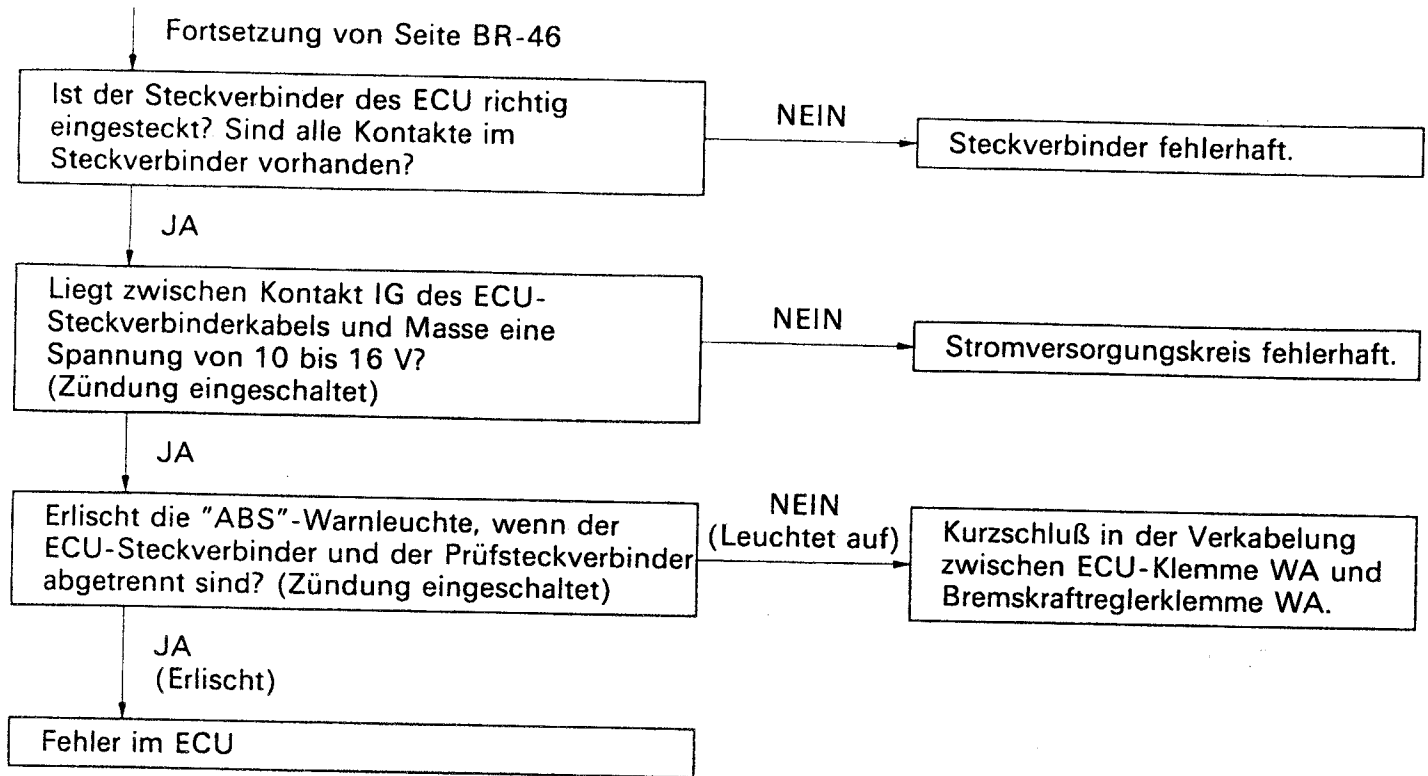 Fortsetzung von Seite BR-46
Ist der Steckverbinder des ECU richtig
eingesteckt? Sind alle Kontakte im
Steckverbinder vorhanden?
NEIN
Steckverbinder fehlerhaft.
JA
Liegt zwischen Kontakt IG des ECU-
Steckverbinderkabels und Masse eine
Spannung von 10 bis 16 V?
(Zündung eingeschaltet)
NEIN
Stromversorgungskreis fehlerhaft.
JA
Erlischt die "ABS"-Warnleuchte, wenn der
ECU-Steckverbinder und der Prüfsteckverbinder
abgetrennt sind? (Zündung eingeschaltet)
NEIN
(Leuchtet auf)
Kurzschluß in der Verkabelung
zwischen ECU-Klemme WA und
Bremskraftreglerklemme WA.
JA
(Erlischt)
Fehler im ECU